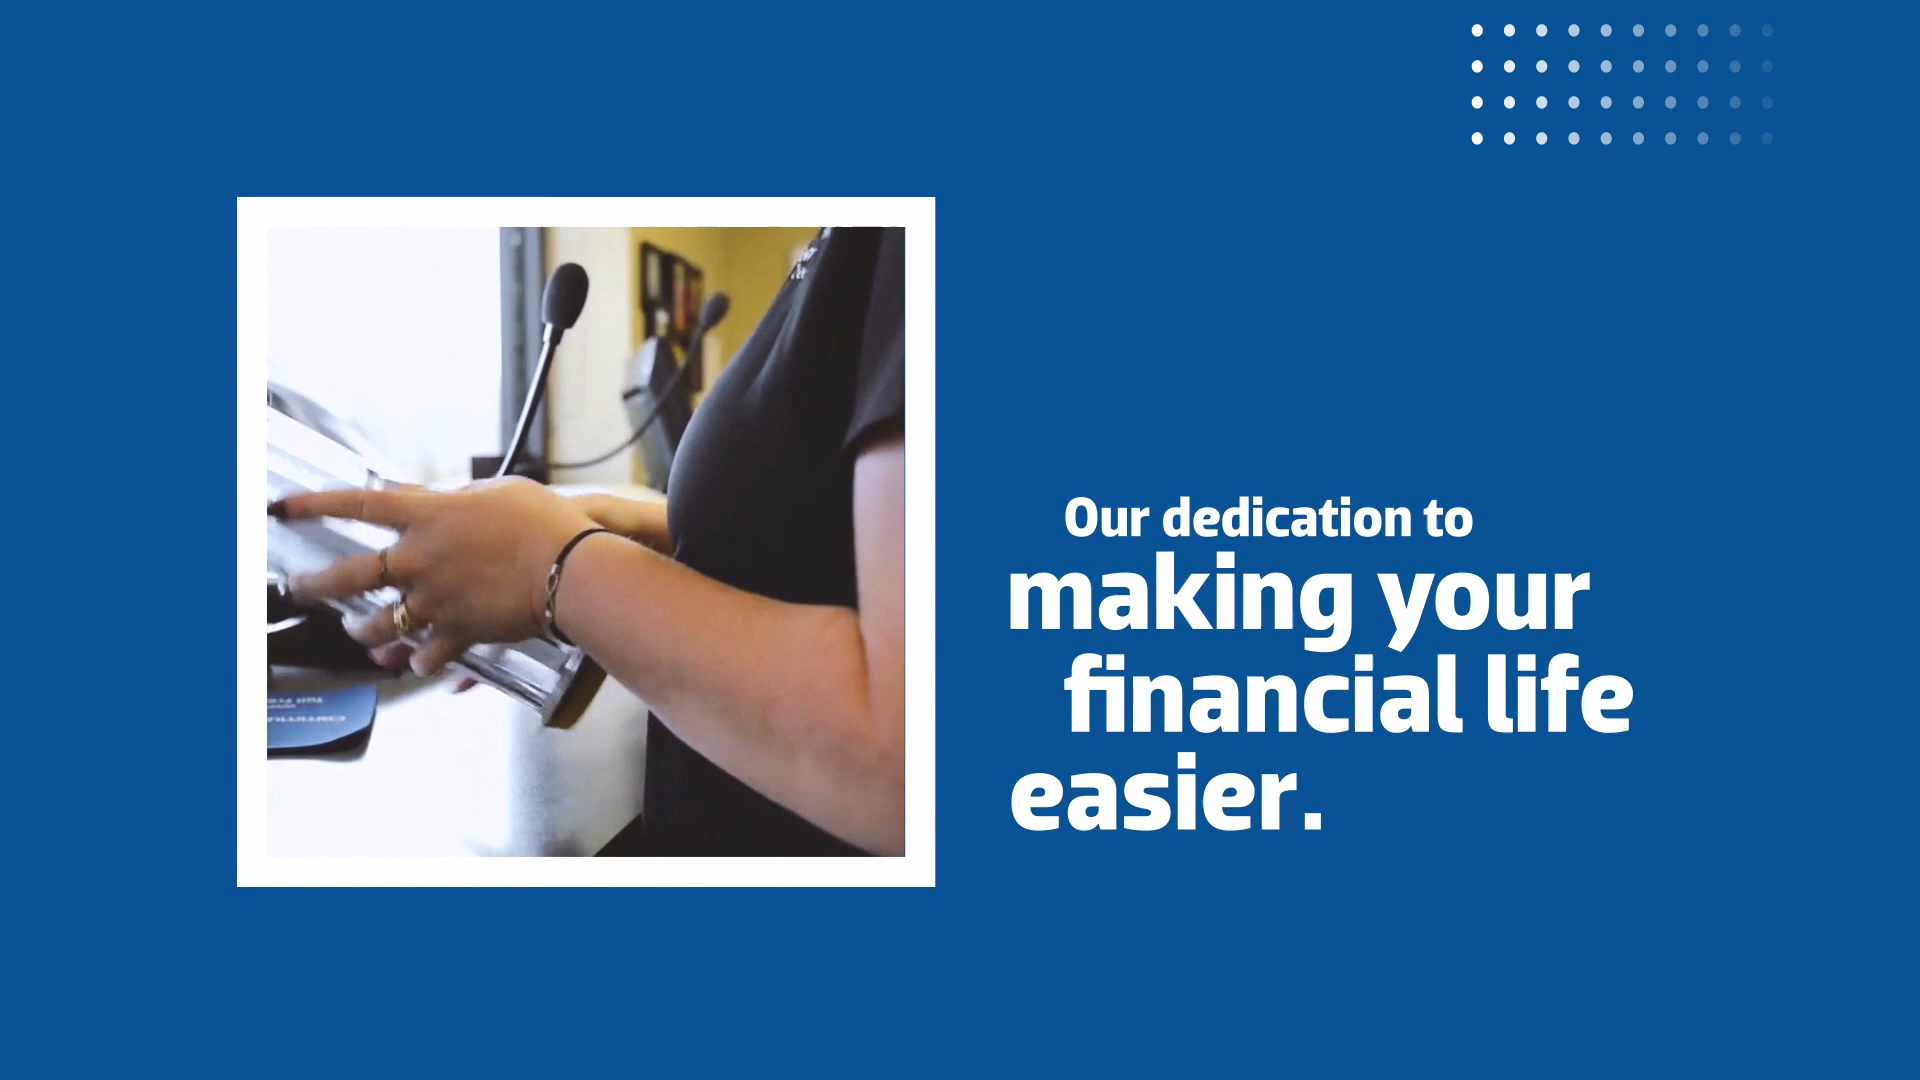 Our dedication to
making your
financial life
easier.